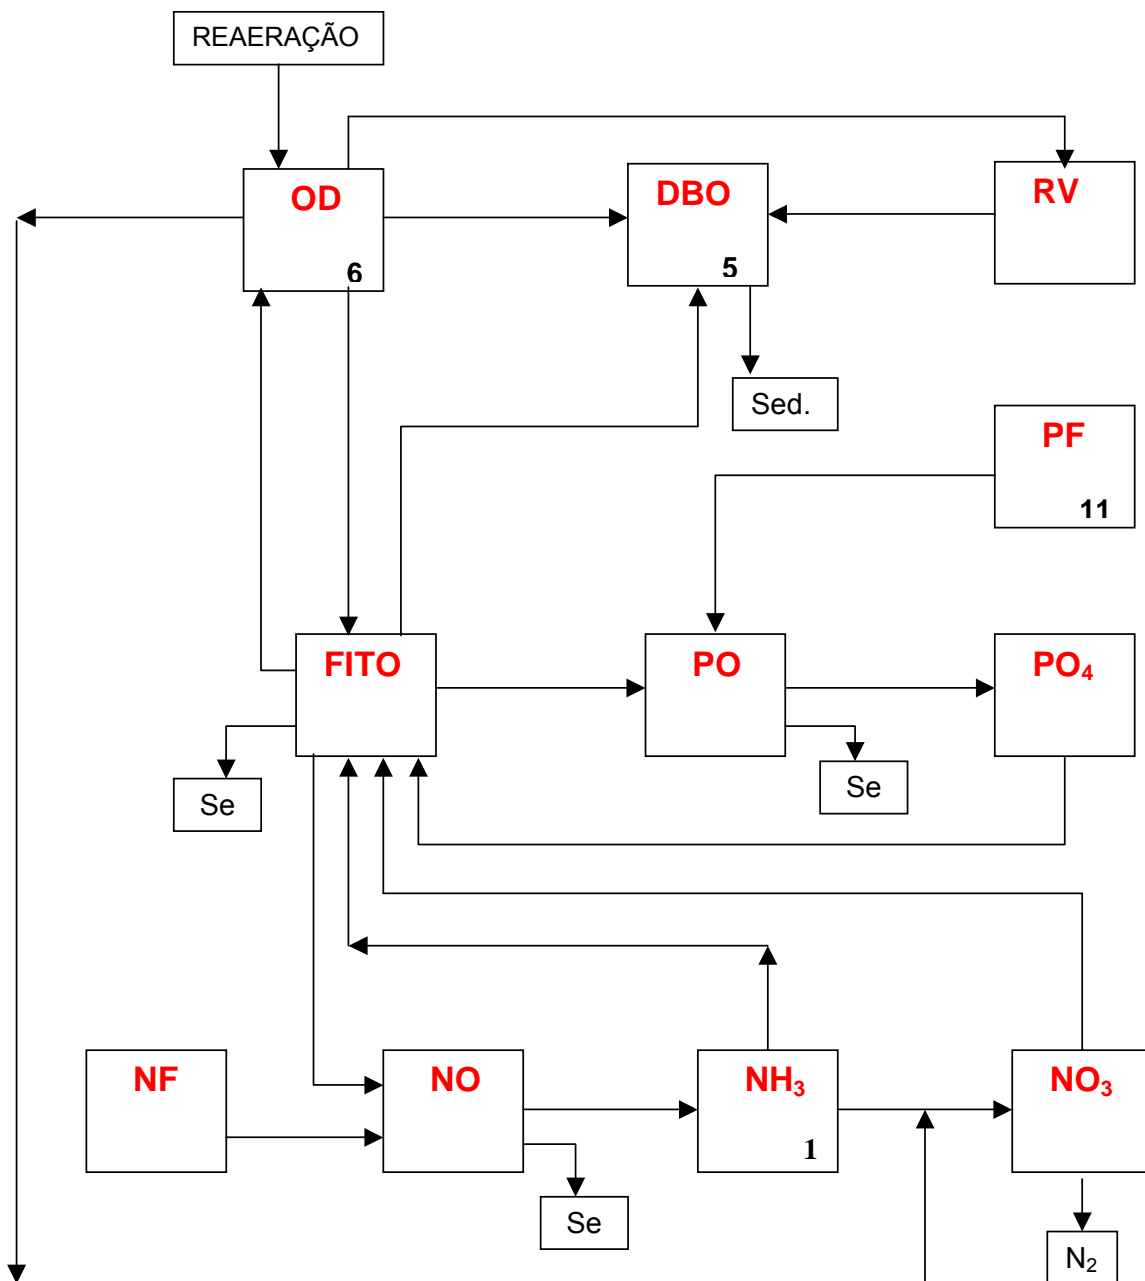 REAERAÇÃO
OD
6
DBO
5
RV
Sed.
PF
11
FITO
PO
PO₄
Se
Se
NF
NO
NH₃
1
NO₃
Se
N₂